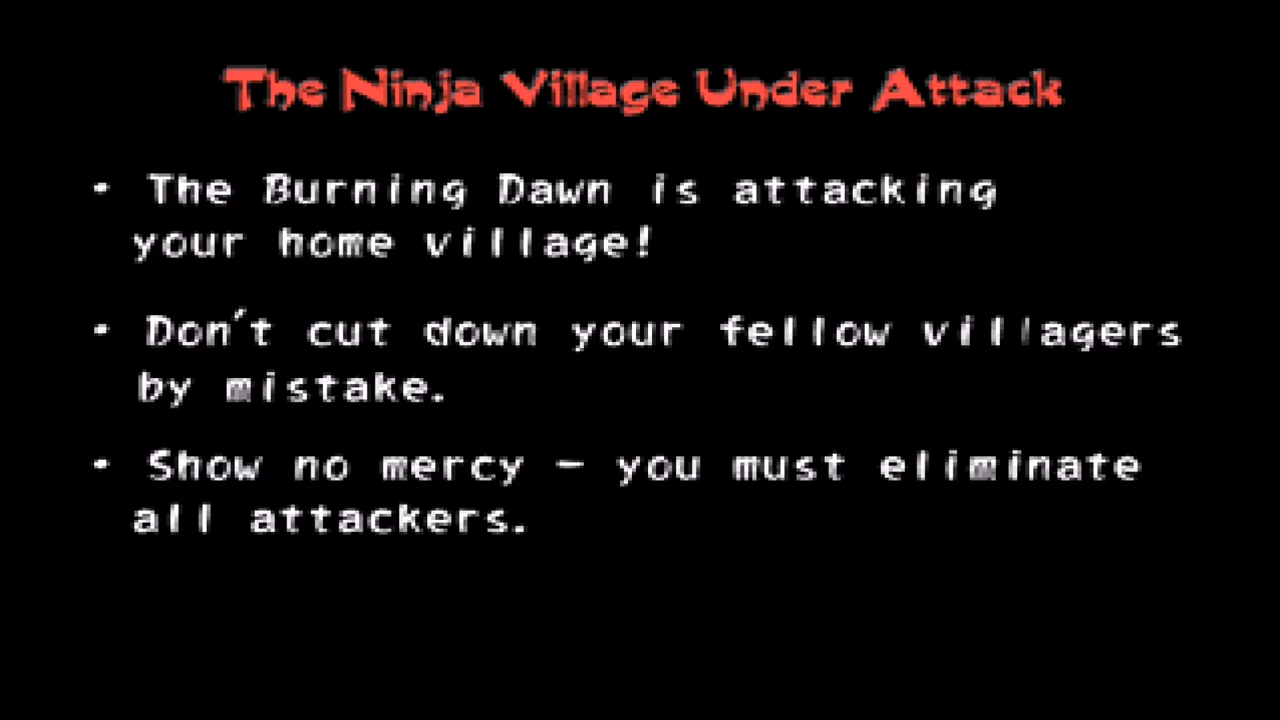 The Ninja Village Under Attack
• The Burning Dawn is attacking
your home village!
• Don't cut down your fellow villagers
by mistake.
• Show no mercy – you must eliminate
all attackers.